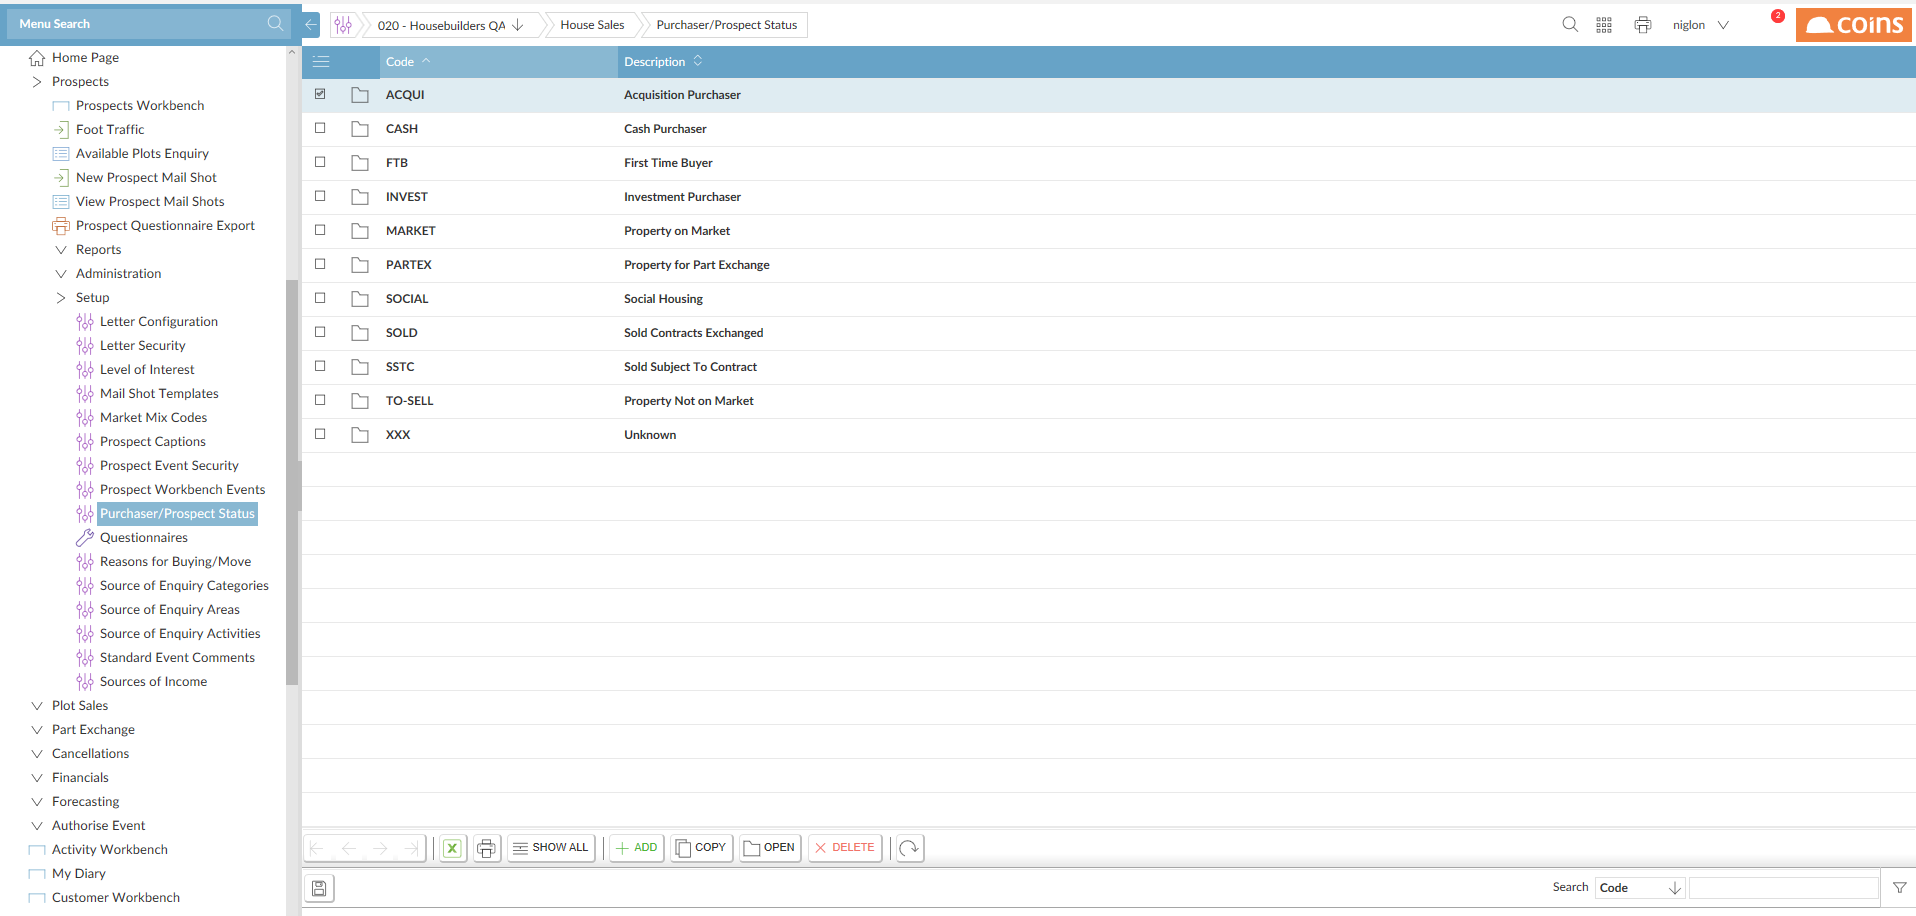 Menu Search
020 - Housebuilders QA
House Sales
Purchaser/Prospect Status
niglon
2
coins
Home Page
Prospects
Prospects Workbench
Foot Traffic
Available Plots Enquiry
New Prospect Mail Shot
View Prospect Mail Shots
Prospect Questionnaire Export
Reports
Administration
Setup
Letter Configuration
Letter Security
Level of Interest
Mail Shot Templates
Market Mix Codes
Prospect Captions
Prospect Event Security
Prospect Workbench Events
Purchaser/Prospect Status
Questionnaires
Reasons for Buying/Move
Source of Enquiry Categories
Source of Enquiry Areas
Source of Enquiry Activities
Standard Event Comments
Sources of Income
Plot Sales
Part Exchange
Cancellations
Financials
Forecasting
Authorise Event
Activity Workbench
My Diary
Customer Workbench
Code Description
ACQUI Acquisition Purchaser
CASH Cash Purchaser
FTB First Time Buyer
INVEST Investment Purchaser
MARKET Property on Market
PARTEX Property for Part Exchange
SOCIAL Social Housing
SOLD Sold Contracts Exchanged
SSTC Sold Subject To Contract
TO-SELL Property Not on Market
XXX Unknown
SHOW ALL ADD COPY OPEN DELETE
Search Code